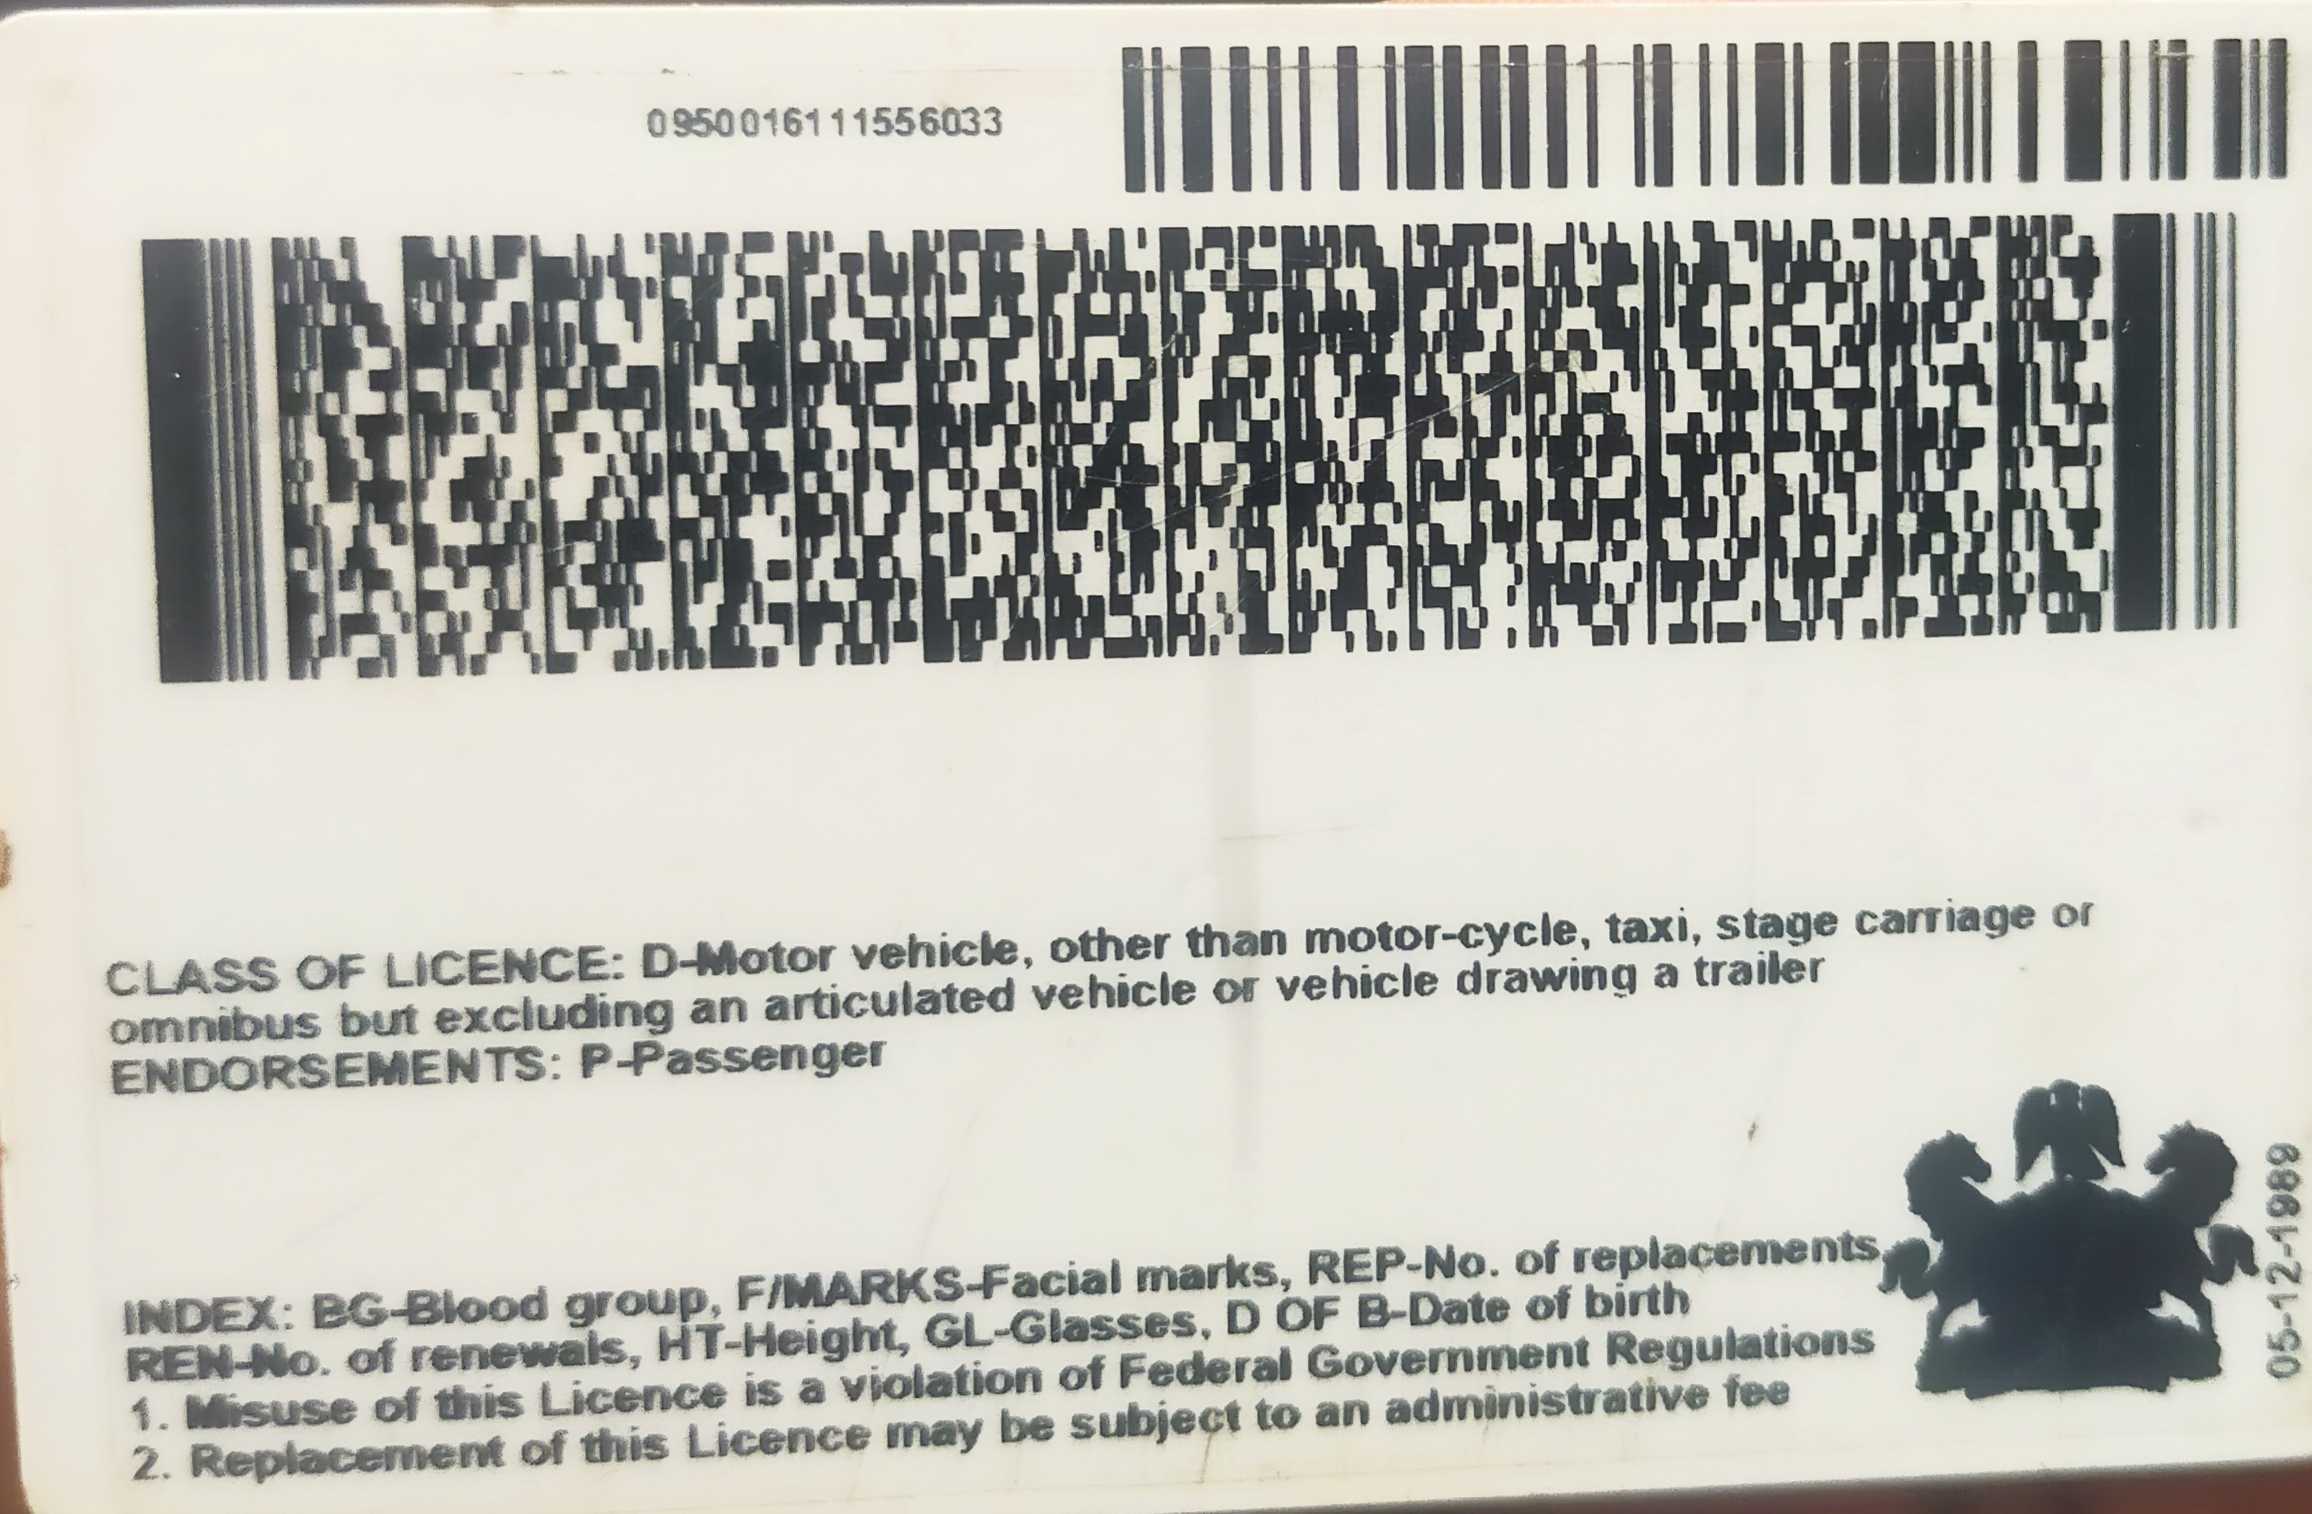 0950016111556033
CLASS OF LICENCE: D-Motor vehicle, other than motor-cycle, taxi, stage carriage or
omnibus but excluding an articulated vehicle or vehicle drawing a trailer
ENDORSEMENTS: P-Passenger
INDEX: BG-Blood group, F/MARKS-Facial marks, REP-No. of replacements,
REN-No. of renewals, HT-Height, GL-Glasses, D OF B-Date of birth
1. Misuse of this Licence is a violation of Federal Government Regulations
2. Replacement of this Licence may be subject to an administrative fee
05-12-1989